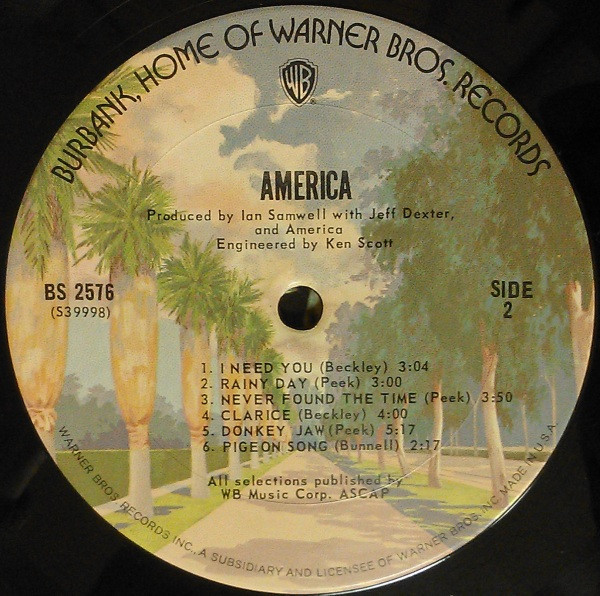 BURBANK, HOME OF WARNER BROS. RECORDS
WB
®
AMERICA
Produced by Ian Samwell with Jeff Dexter,
and America
Engineered by Ken Scott
BS 2576
(S39998)
SIDE
2
1. I NEED YOU (Beckley) 3:04
2. RAINY DAY (Peek) 3:00
3. NEVER FOUND THE TIME (Peek) 3:50
4. CLARICE (Beckley) 4:00
5. DONKEY JAW (Peek) 5:17
6. PIGEON SONG (Bunnell) 2:17
All selections published by
WB Music Corp. ASCAP
WARNER BROS. RECORDS INC., A SUBSIDIARY AND LICENSEE OF WARNER BROS. INC. MADE IN U.S.A.